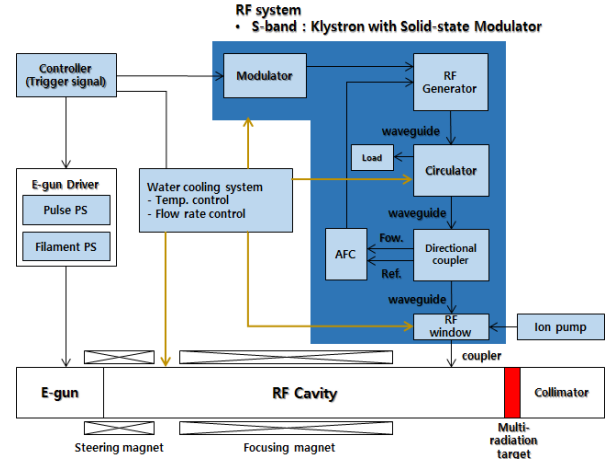 RF system
• S-band : Klystron with Solid-state Modulator
Controller
(Trigger signal)
Modulator
RF
Generator
waveguide
Load
Circulator
E-gun Driver
Pulse PS
Filament PS
Water cooling system
- Temp. control
- Flow rate control
waveguide
AFC
Fow.
Ref.
Directional
coupler
waveguide
RF
window
Ion pump
coupler
E-gun
RF Cavity
Collimator
Steering magnet
Focusing magnet
Multi-
radiation
target